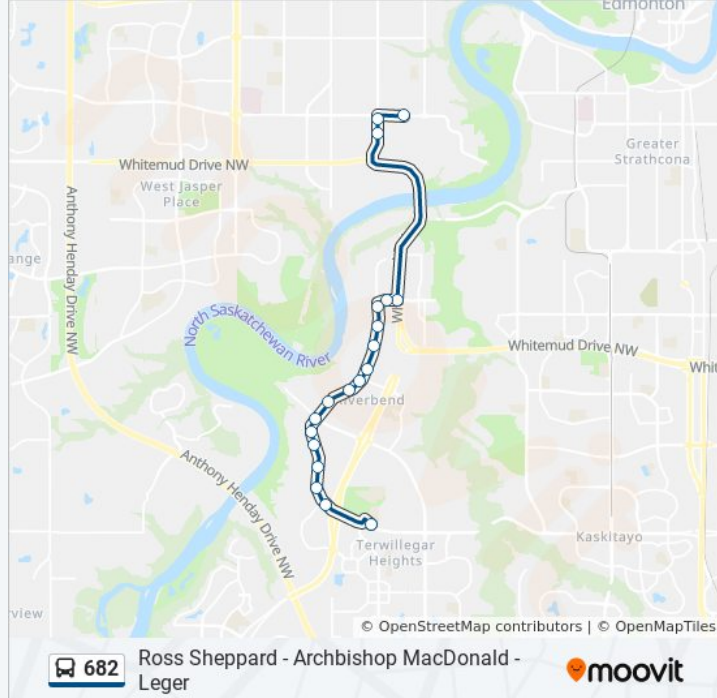 Edmonton
Greater
Strathcona
Whitemud Drive NW
West Jasper
Place
Anthony Henday Drive NW
ange
North Saskatchewan River
Whitemud Drive NW
Whit
Riverbend
Anthony Henday Drive NW
Kaskitayo
Terwillegar
Heights
rview
© OpenStreetMap contributors | © OpenMapTiles
682
Ross Sheppard - Archbishop MacDonald -
Leger
moovit